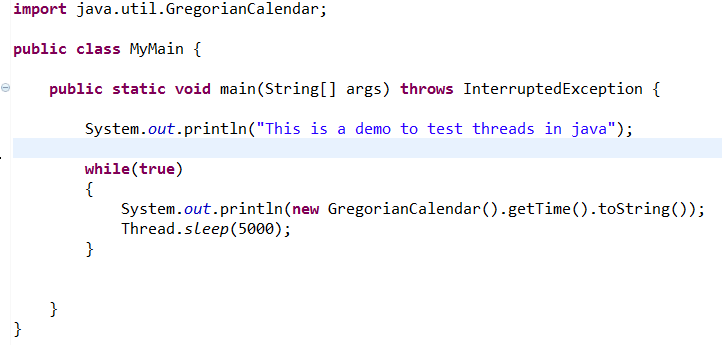 import java.util.GregorianCalendar;
public class MyMain {
public static void main(String[] args) throws InterruptedException {
System.out.println("This is a demo to test threads in java");
while(true)
{
System.out.println(new GregorianCalendar().getTime().toString());
Thread.sleep(5000);
}
}
}